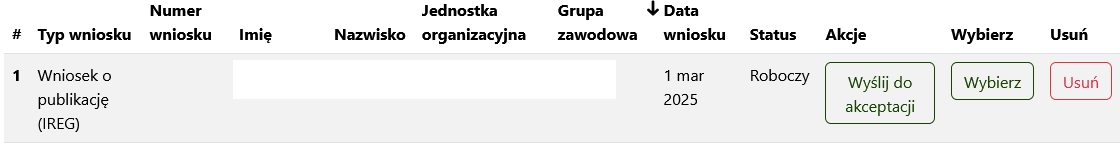 # Typ wniosku Numer wniosku Imię Nazwisko Jednostka organizacyjna Grupa zawodowa ↓ Data wniosku Status Akcje Wybierz Usuń
1 Wniosek o publikację (IREG) 1 mar 2025 Roboczy Wyślij do akceptacji Wybierz Usuń